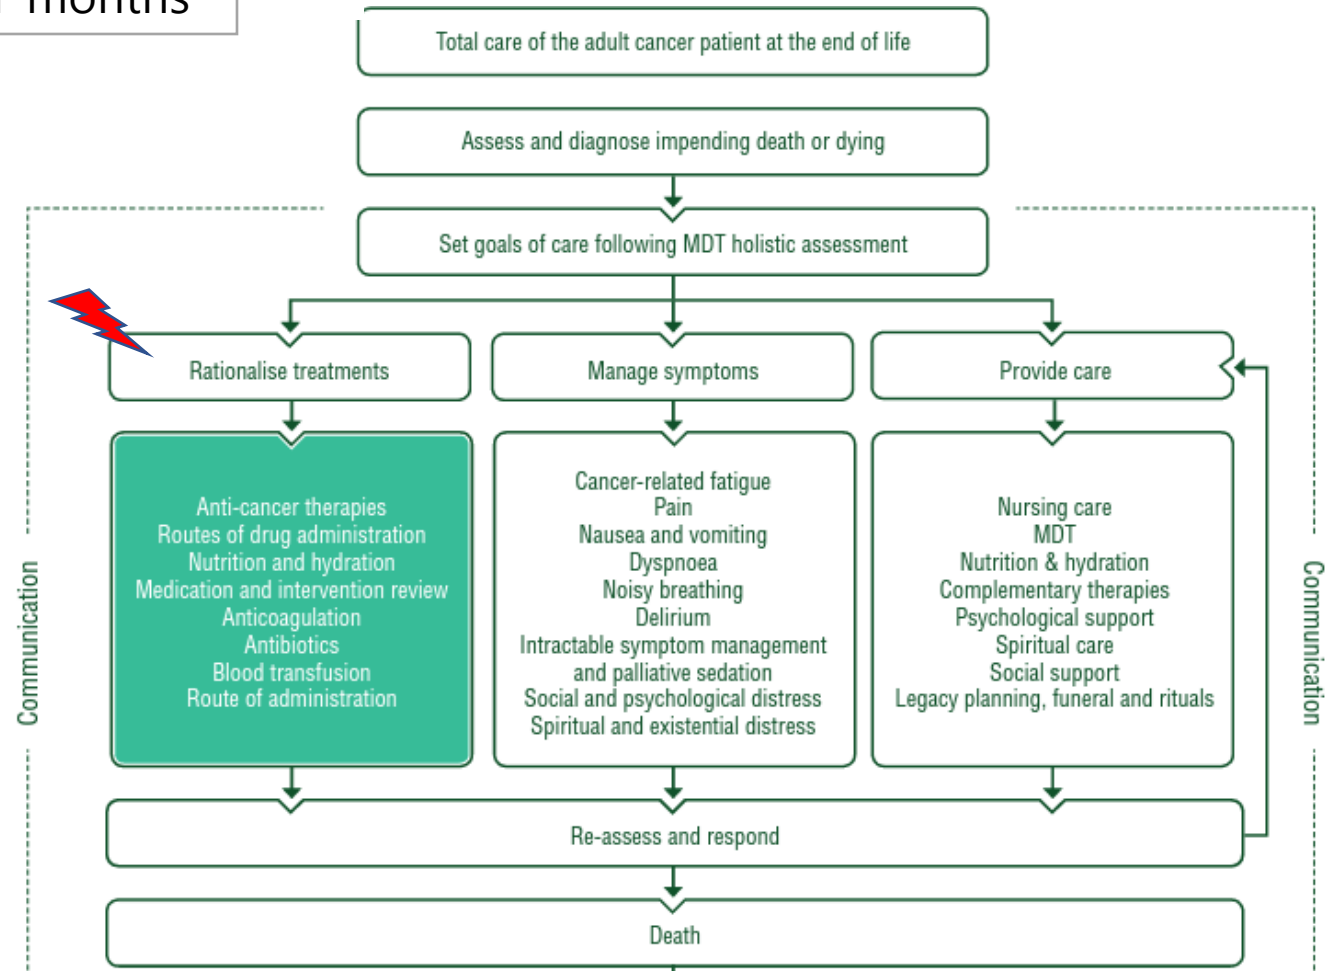 months
Total care of the adult cancer patient at the end of life
Assess and diagnose impending death or dying
Set goals of care following MDT holistic assessment
Rationalise treatments
Manage symptoms
Provide care
Anti-cancer therapies
Routes of drug administration
Nutrition and hydration
Medication and intervention review
Anticoagulation
Antibiotics
Blood transfusion
Route of administration
Cancer-related fatigue
Pain
Nausea and vomiting
Dyspnoea
Noisy breathing
Delirium
Intractable symptom management
and palliative sedation
Social and psychological distress
Spiritual and existential distress
Nursing care
MDT
Nutrition & hydration
Complementary therapies
Psychological support
Spiritual care
Social support
Legacy planning, funeral and rituals
Communication
Communication
Re-assess and respond
Death